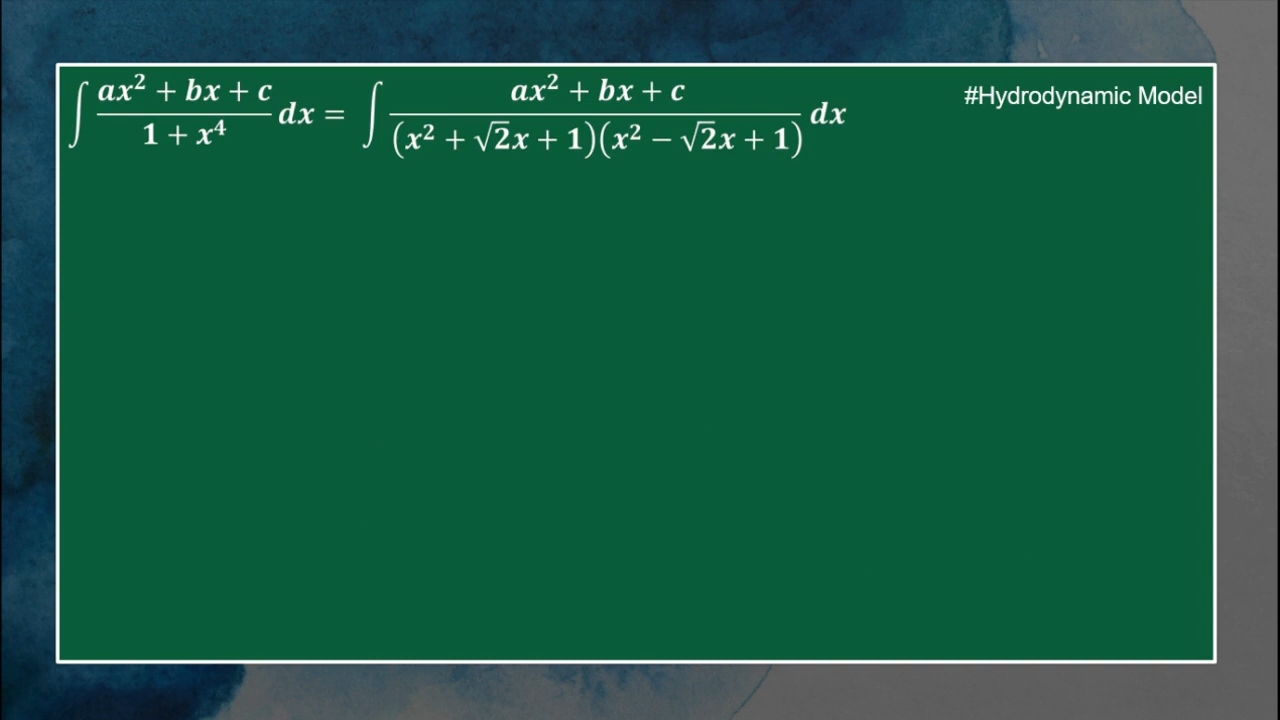 ∫ (ax² + bx + c)/(1 + x⁴) dx = ∫ (ax² + bx + c)/((x² + √2x + 1)(x² − √2x + 1)) dx
#Hydrodynamic Model